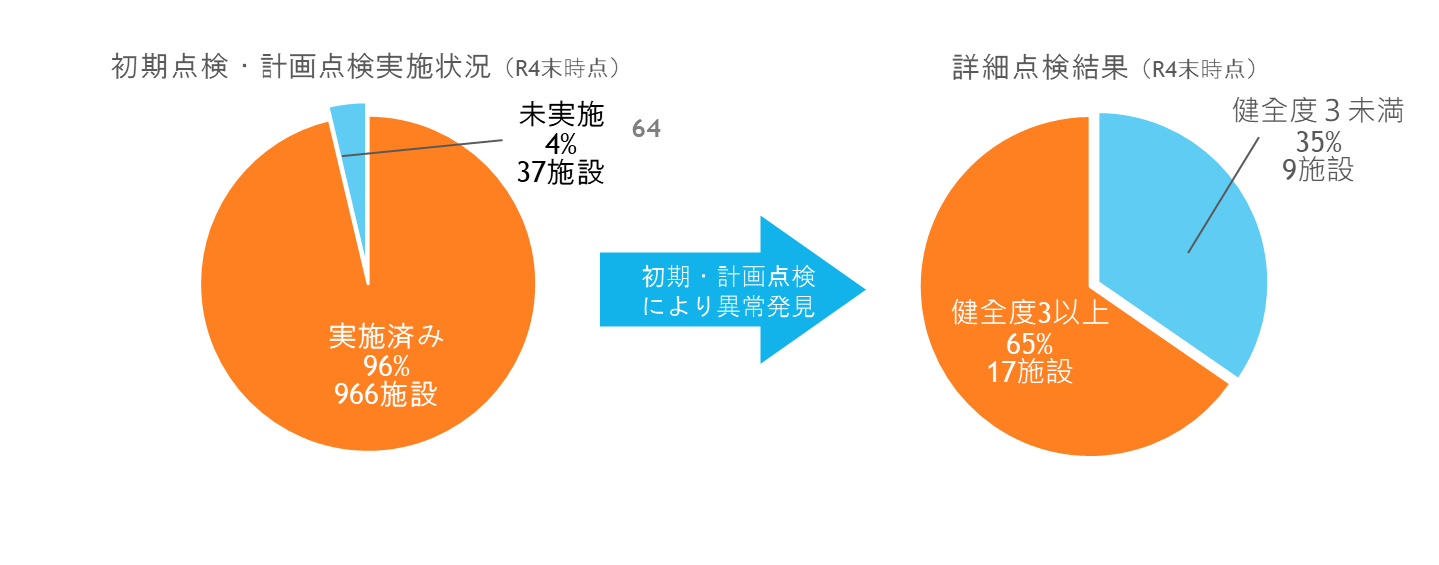 初期点検・計画点検実施状況（R4末時点）
未実施
4%
37施設
64
実施済み
96%
966施設
初期・計画点検
により異常発見
詳細点検結果（R4末時点）
健全度３未満
35%
9施設
健全度3以上
65%
17施設